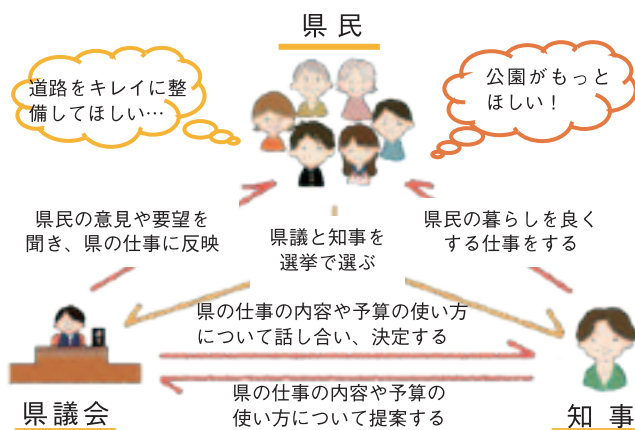 県民
道路をキレイに整
備してほしい…
公園がもっと
ほしい！
県民の意見や要望を
聞き、県の仕事に反映
県議と知事を
選挙で選ぶ
県民の暮らしを良く
する仕事をする
県の仕事の内容や予算の使い方
について話し合い、決定する
県の仕事の内容や予算の
使い方について提案する
県議会
知事